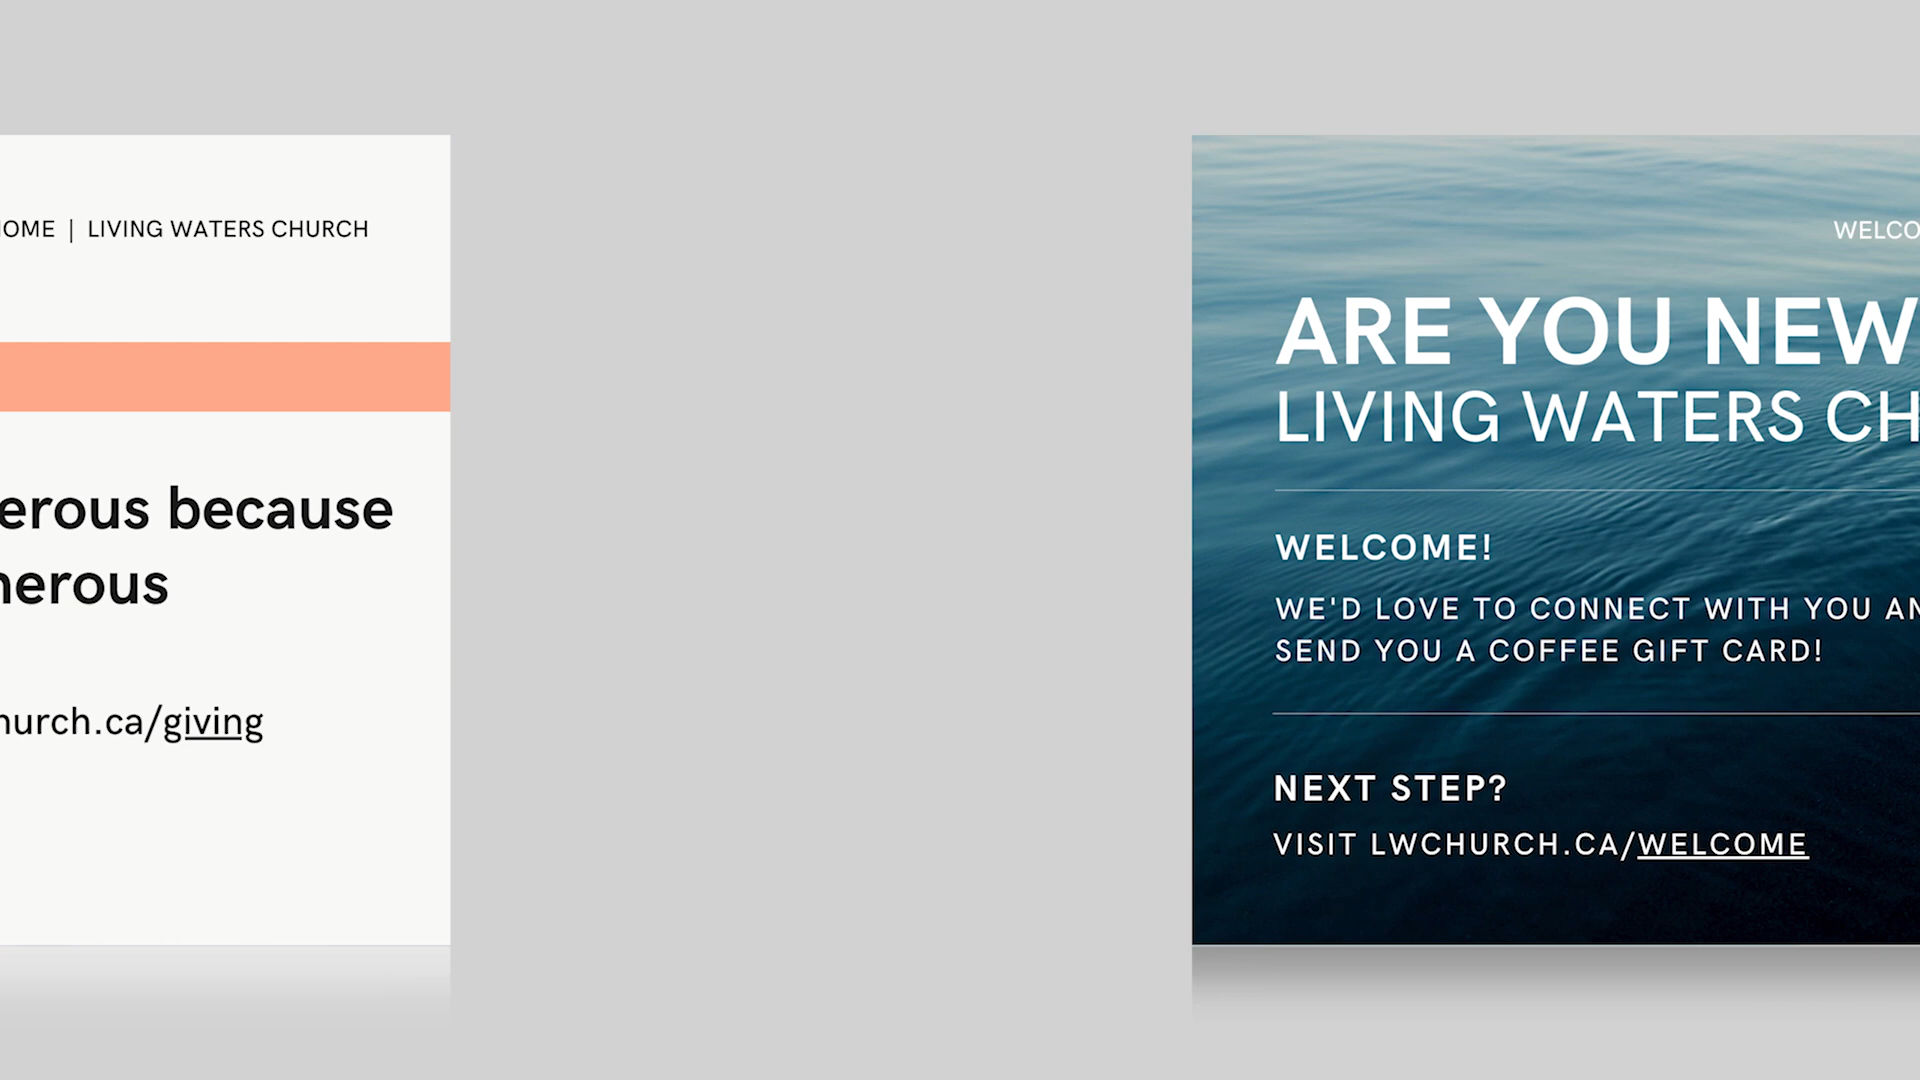 OME | LIVING WATERS CHURCH
erous because
nerous
hurch.ca/giving
WELCO
ARE YOU NEW
LIVING WATERS CH
WELCOME!
WE'D LOVE TO CONNECT WITH YOU AN
SEND YOU A COFFEE GIFT CARD!
NEXT STEP?
VISIT LWCHURCH.CA/WELCOME